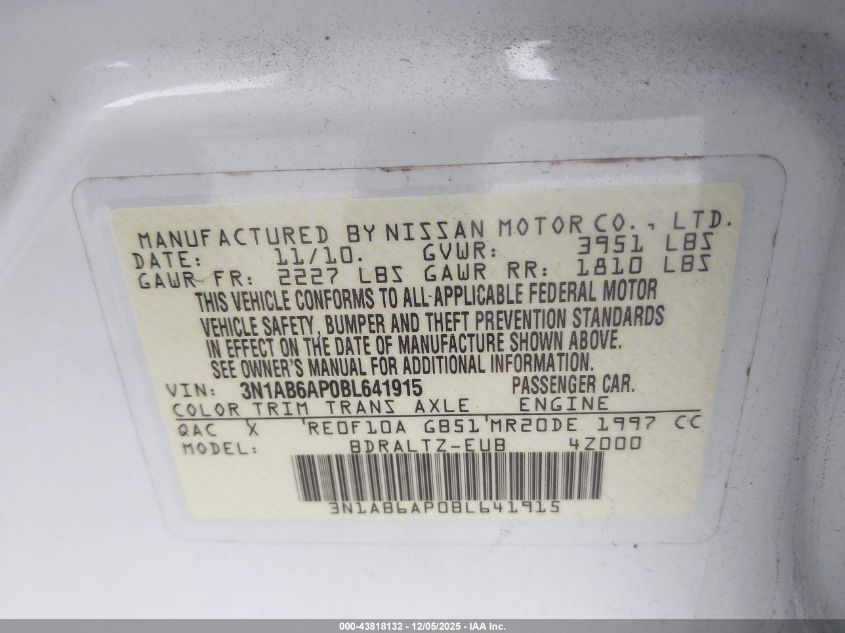 MANUFACTURED BY NISSAN MOTOR CO., LTD.
DATE: 11/10. GVWR: 3951 LBS
GAWR FR: 2227 LBS GAWR RR: 1810 LBS
THIS VEHICLE CONFORMS TO ALL APPLICABLE FEDERAL MOTOR
VEHICLE SAFETY, BUMPER AND THEFT PREVENTION STANDARDS
IN EFFECT ON THE DATE OF MANUFACTURE SHOWN ABOVE.
SEE OWNER'S MANUAL FOR ADDITIONAL INFORMATION.
VIN: 3N1AB6AP0BL641915 PASSENGER CAR.
COLOR TRIM TRANS AXLE ENGINE
QAC X RE0F10A GB51 MR20DE 1997 CC
MODEL: BDRALTZ-EUB 4Z000
3N1AB6AP0BL641915
000-43818132 - 12/05/2025 - IAA Inc.